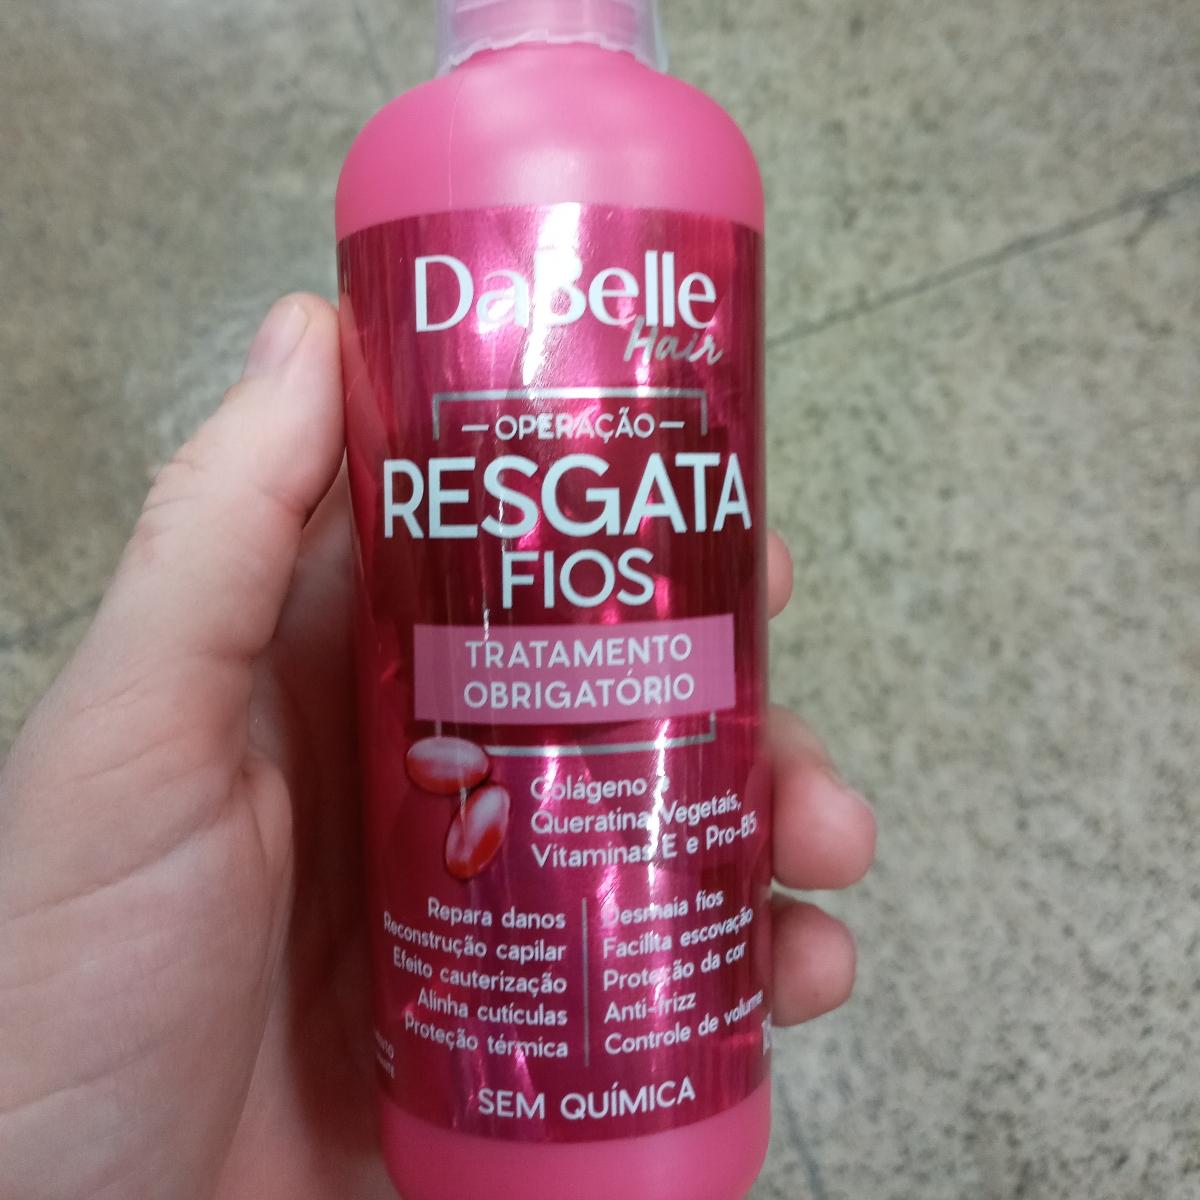 DaBelle
Hair
OPERAÇÃO
RESGATA
FIOS
TRATAMENTO
OBRIGATÓRIO
Colágeno e
Queratina Vegetais,
Vitaminas E e Pro-B5
Repara danos
Reconstrução capilar
Efeito cauterização
Alinha cutículas
Proteção térmica
Desmaia fios
Facilita escovação
Proteção da cor
Anti-frizz
Controle de volume
SEM QUÍMICA